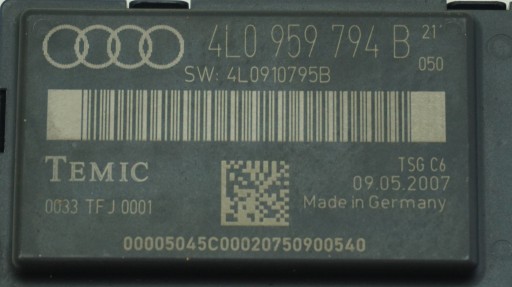 4L0 959 794 B 21'
050
SW: 4L0910795B
TEMIC
TSG C6
09.05.2007
0033 TFJ 0001
Made in Germany
00005045C00020750900540